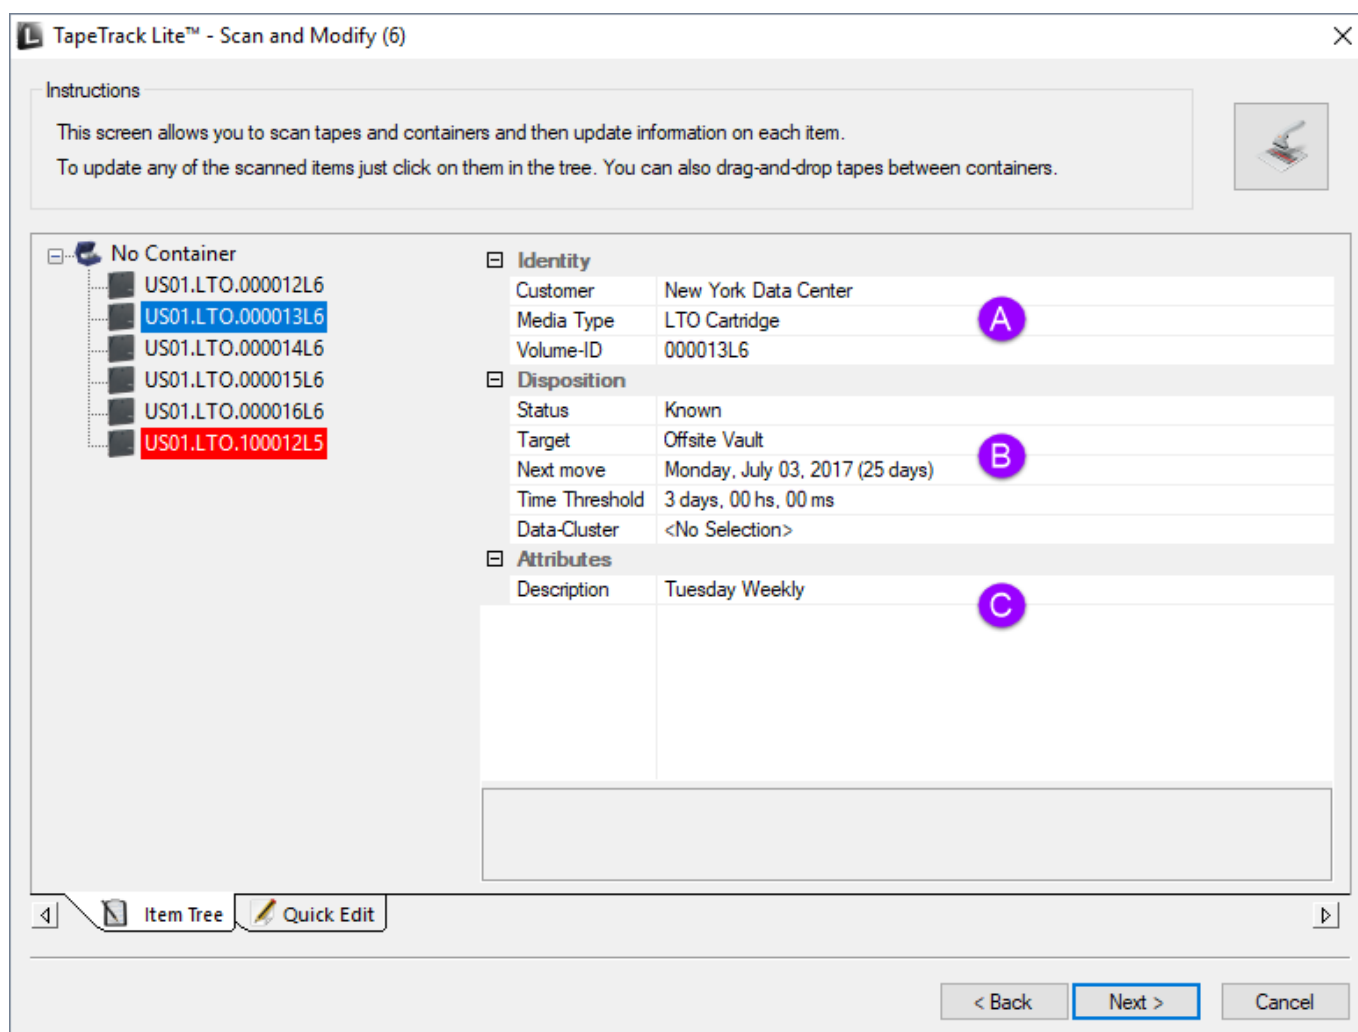 TapeTrack Lite™ - Scan and Modify (6)
Instructions
This screen allows you to scan tapes and containers and then update information on each item.
To update any of the scanned items just click on them in the tree. You can also drag-and-drop tapes between containers.
No Container
US01.LTO.000012L6
US01.LTO.000013L6
US01.LTO.000014L6
US01.LTO.000015L6
US01.LTO.000016L6
US01.LTO.100012L5
Identity
Customer New York Data Center
Media Type LTO Cartridge
Volume-ID 000013L6
A
Disposition
Status Known
Target Offsite Vault
Next move Monday, July 03, 2017 (25 days)
Time Threshold 3 days, 00 hs, 00 ms
Data-Cluster <No Selection>
B
Attributes
Description Tuesday Weekly
C
Item Tree Quick Edit
< Back Next > Cancel